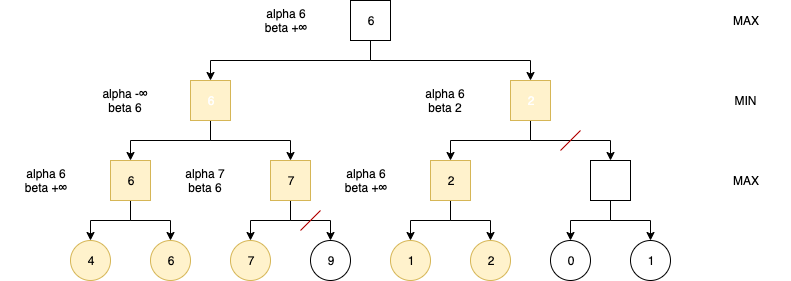 alpha 6
beta +∞
6
MAX
alpha -∞
beta 6
6
alpha 6
beta 2
2
MIN
alpha 6
beta +∞
6
alpha 7
beta 6
7
alpha 6
beta +∞
2
MAX
4
6
7
9
1
2
0
1